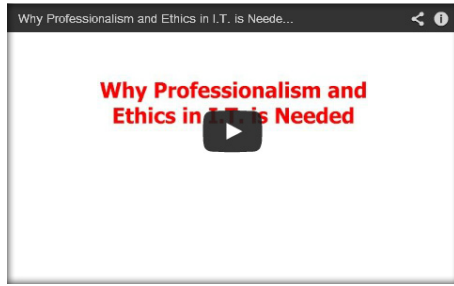 Why Professionalism and Ethics in I.T. is Neede...
Why Professionalism and
Ethics in I.T. is Needed